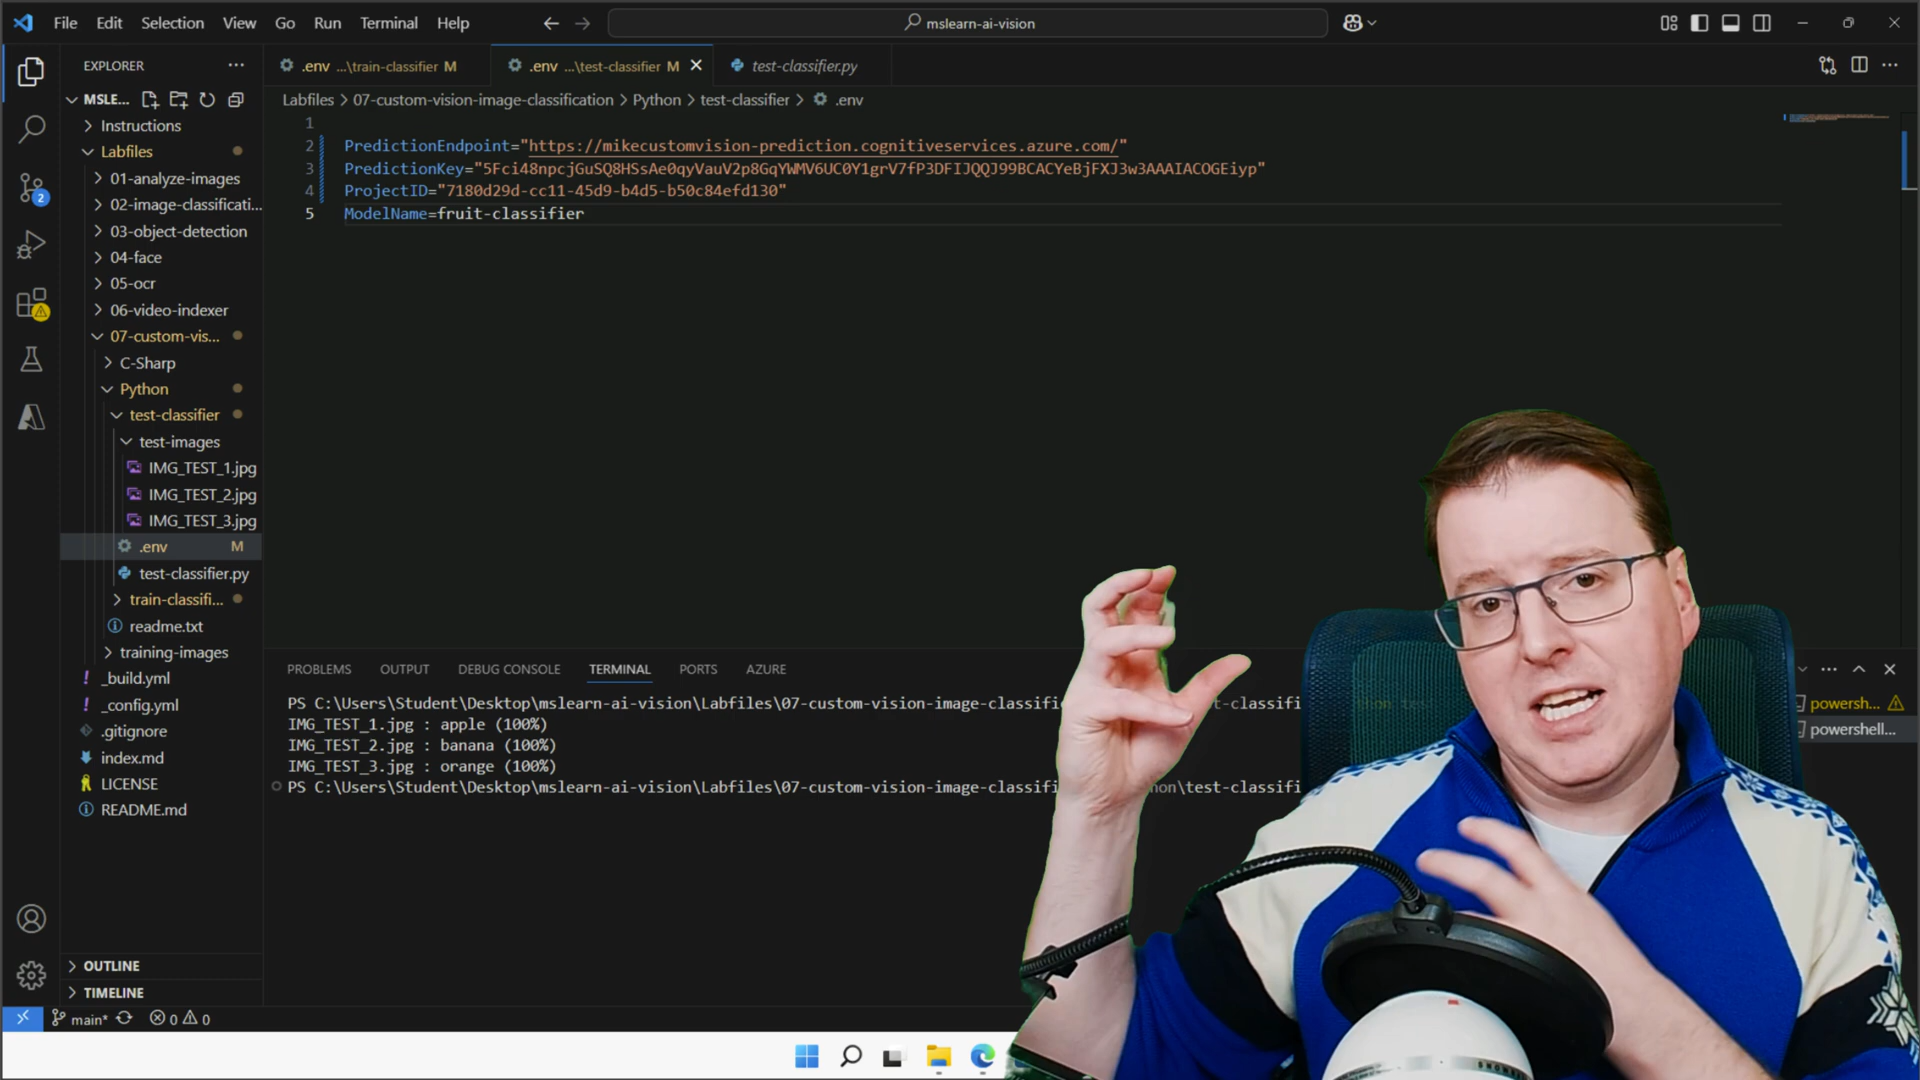 File Edit Selection View Go Run Terminal Help
mslearn-ai-vision
EXPLORER
.env ...\train-classifier M
.env ...\test-classifier M
test-classifier.py
MSLE...
Labfiles > 07-custom-vision-image-classification > Python > test-classifier > .env
Instructions
Labfiles
01-analyze-images
02-image-classificati...
03-object-detection
04-face
05-ocr
06-video-indexer
07-custom-vis...
C-Sharp
Python
test-classifier
test-images
IMG_TEST_1.jpg
IMG_TEST_2.jpg
IMG_TEST_3.jpg
.env M
test-classifier.py
train-classifi...
readme.txt
training-images
_build.yml
_config.yml
.gitignore
index.md
LICENSE
README.md
OUTLINE
TIMELINE
2
1
2 PredictionEndpoint="https://mikecustomvision-prediction.cognitiveservices.azure.com/"
3 PredictionKey="5Fci48npcjGuSQ8HSsAe0qyVauV2p8GqYWMV6UC0Y1grV7fP3DFIJQQJ99BCACYeBjFXJ3w3AAAIACOGEiyp"
4 ProjectID="7180d29d-cc11-45d9-b4d5-b50c84efd130"
5 ModelName=fruit-classifier
PROBLEMS OUTPUT DEBUG CONSOLE TERMINAL PORTS AZURE
PS C:\Users\Student\Desktop\mslearn-ai-vision\Labfiles\07-custom-vision-image-classifi t-classifi
IMG_TEST_1.jpg : apple (100%)
IMG_TEST_2.jpg : banana (100%)
IMG_TEST_3.jpg : orange (100%)
PS C:\Users\Student\Desktop\mslearn-ai-vision\Labfiles\07-custom-vision-image-classifi hon\test-classifi
powersh...
powershell...
main* 0 0